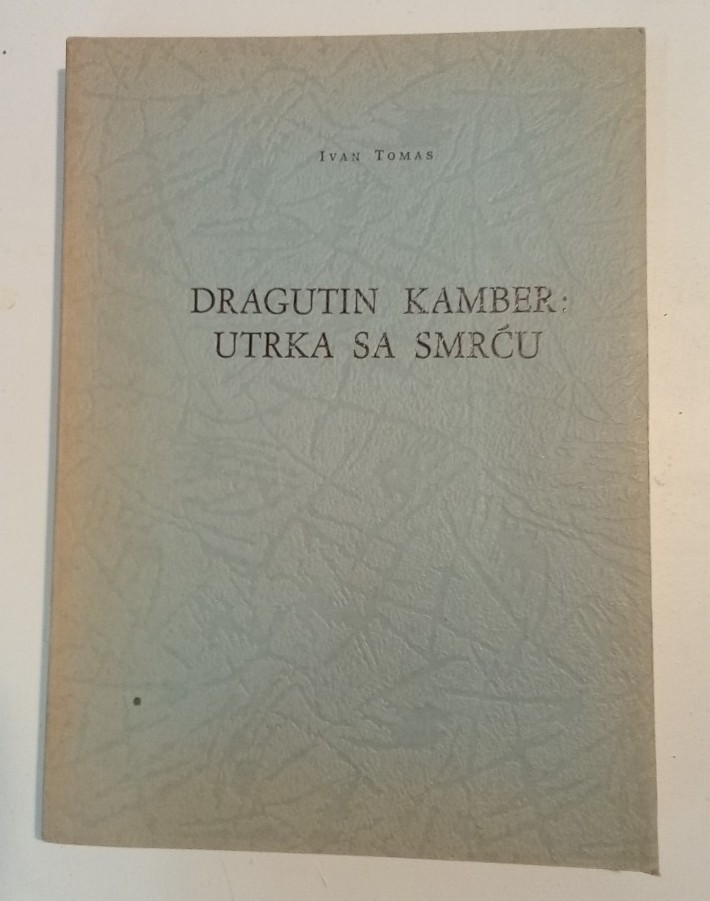 IVAN TOMAS
DRAGUTIN KAMBER:
UTRKA SA SMRĆU